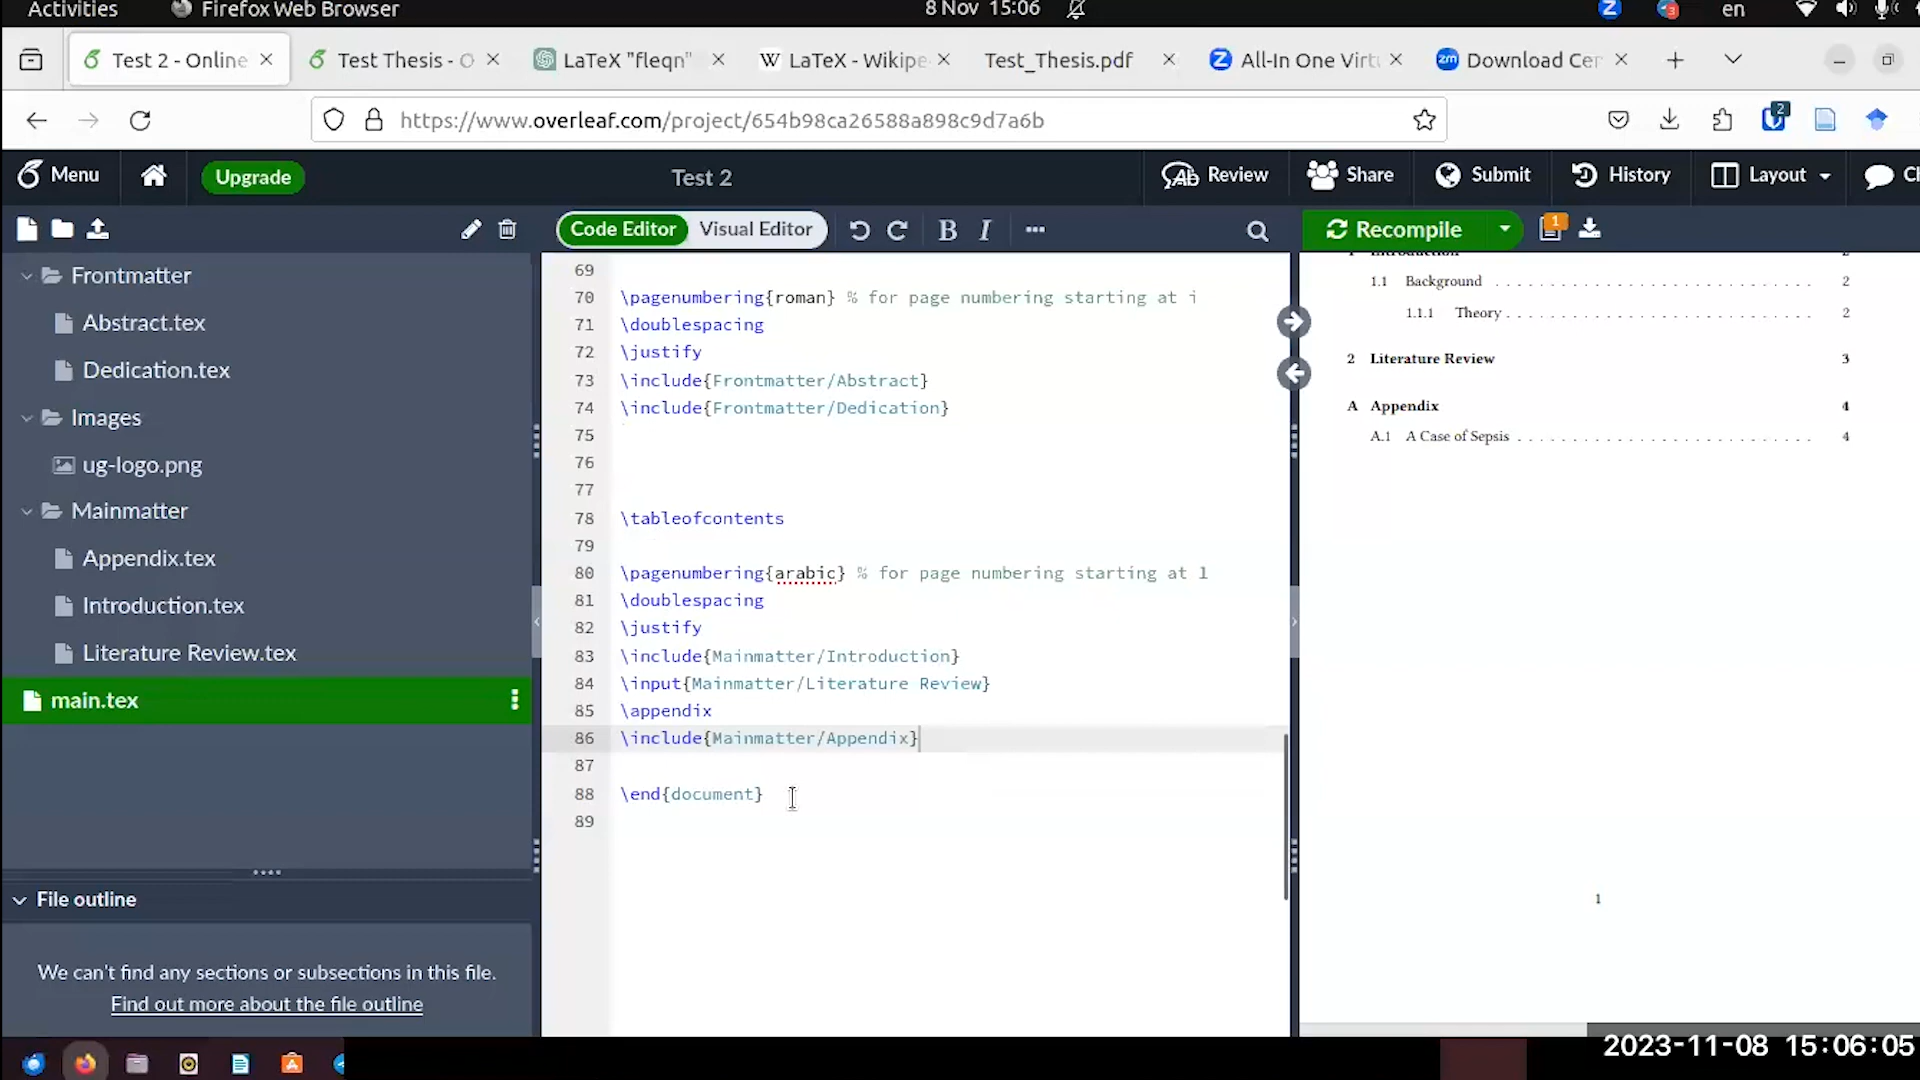 Activities Firefox Web Browser 8 Nov 15:06 en
Test 2 - Online Test Thesis - O LaTeX "fleqn" LaTeX - Wikipe Test_Thesis.pdf All-In One Virtu Download Cen
https://www.overleaf.com/project/654b98ca26588a898c9d7a6b 2
Menu Upgrade Test 2 Review Share Submit History Layout Ch
Code Editor Visual Editor B I Recompile 1
Frontmatter
Abstract.tex
Dedication.tex
Images
ug-logo.png
Mainmatter
Appendix.tex
Introduction.tex
Literature Review.tex
main.tex
File outline
We can't find any sections or subsections in this file.
Find out more about the file outline
69
70 \pagenumbering{roman} % for page numbering starting at i
71 \doublespacing
72 \justify
73 \include{Frontmatter/Abstract}
74 \include{Frontmatter/Dedication}
75
76
77
78 \tableofcontents
79
80 \pagenumbering{arabic} % for page numbering starting at 1
81 \doublespacing
82 \justify
83 \include{Mainmatter/Introduction}
84 \input{Mainmatter/Literature Review}
85 \appendix
86 \include{Mainmatter/Appendix}
87
88 \end{document}
89
1 Introduction 2
1.1 Background . . . . . . . . . . . . . . . . . . . . . . . . . . . . 2
1.1.1 Theory . . . . . . . . . . . . . . . . . . . . . . . . . . . 2
2 Literature Review 3
A Appendix 4
A.1 A Case of Sepsis . . . . . . . . . . . . . . . . . . . . . . . . . . 4
1
2023-11-08 15:06:05